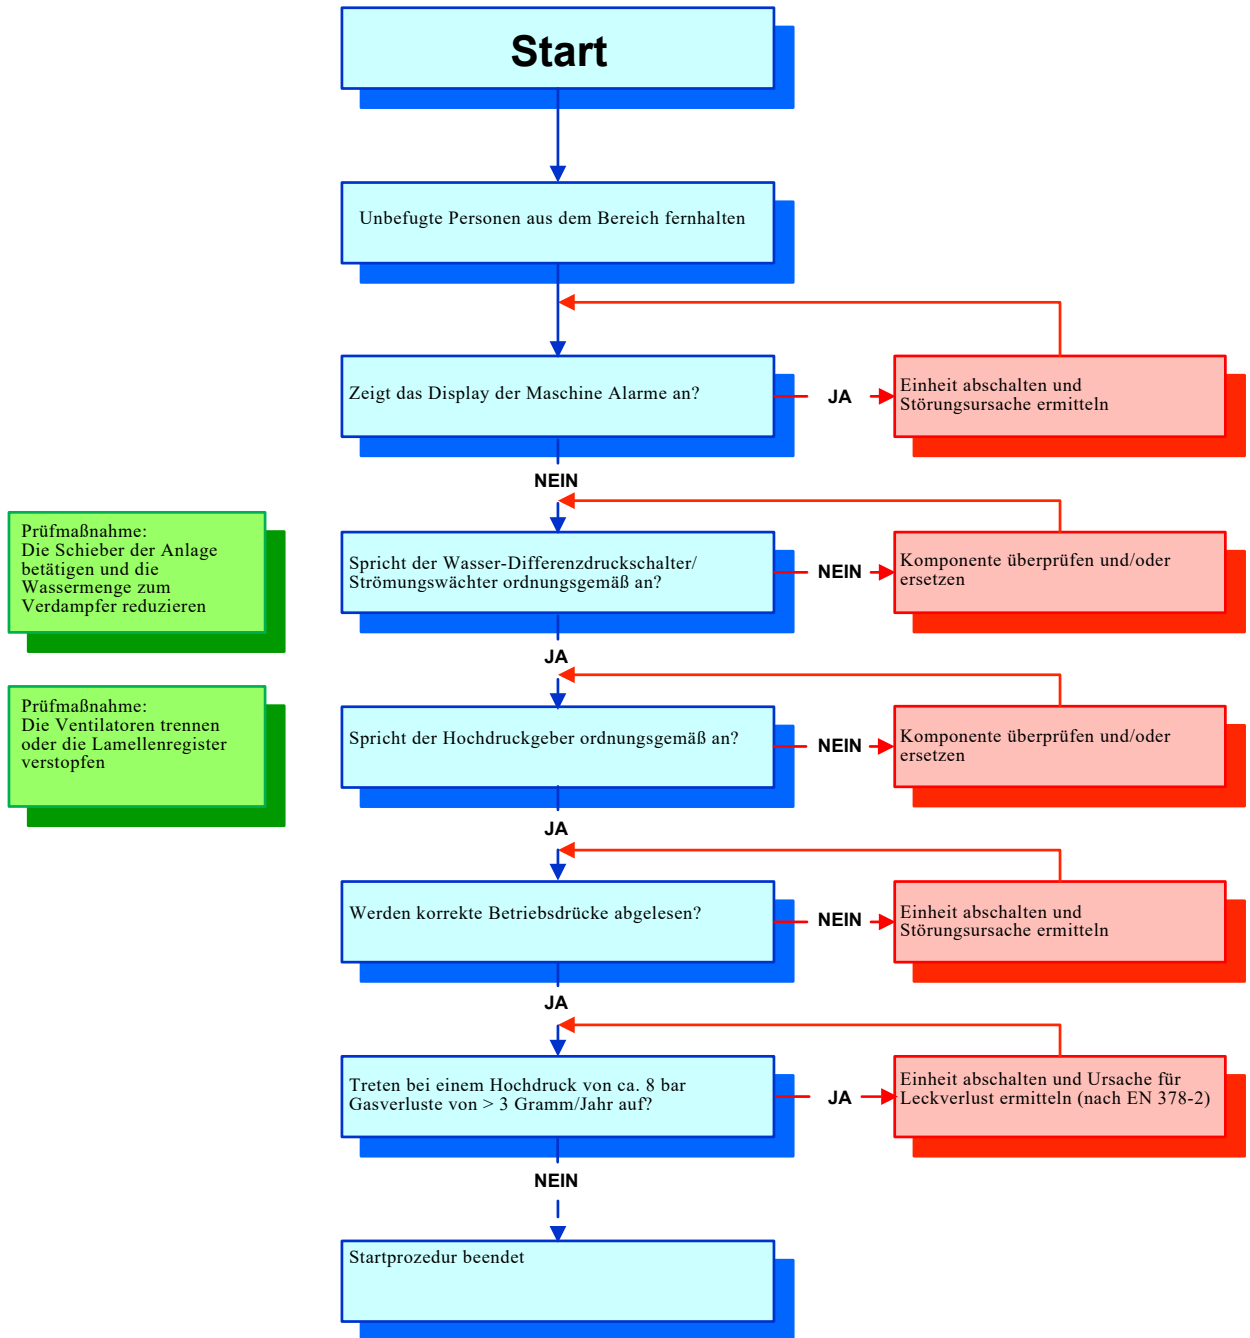 Start
Unbefugte Personen aus dem Bereich fernhalten
Zeigt das Display der Maschine Alarme an?
JA
Einheit abschalten und
Störungsursache ermitteln
NEIN
Prüfmaßnahme:
Die Schieber der Anlage
betätigen und die
Wassermenge zum
Verdampfer reduzieren
Spricht der Wasser-Differenzdruckschalter/
Strömungswächter ordnungsgemäß an?
NEIN
Komponente überprüfen und/oder
ersetzen
JA
Prüfmaßnahme:
Die Ventilatoren trennen
oder die Lamellenregister
verstopfen
Spricht der Hochdruckgeber ordnungsgemäß an?
NEIN
Komponente überprüfen und/oder
ersetzen
JA
Werden korrekte Betriebsdrücke abgelesen?
NEIN
Einheit abschalten und
Störungsursache ermitteln
JA
Treten bei einem Hochdruck von ca. 8 bar
Gasverluste von > 3 Gramm/Jahr auf?
JA
Einheit abschalten und Ursache für
Leckverlust ermitteln (nach EN 378-2)
NEIN
Startprozedur beendet